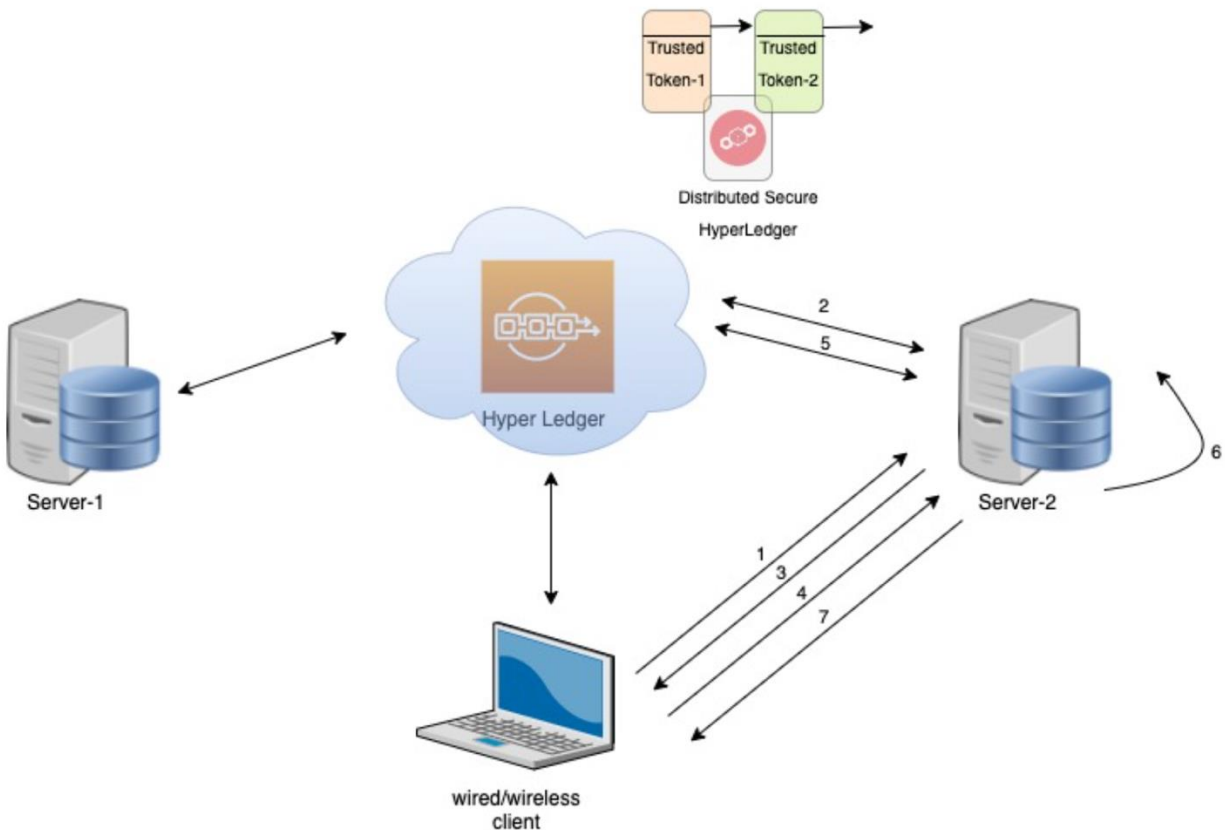 Trusted
Token-1
Trusted
Token-2
Distributed Secure
HyperLedger
Hyper Ledger
2
5
Server-1
Server-2
6
1
3
4
7
wired/wireless
client